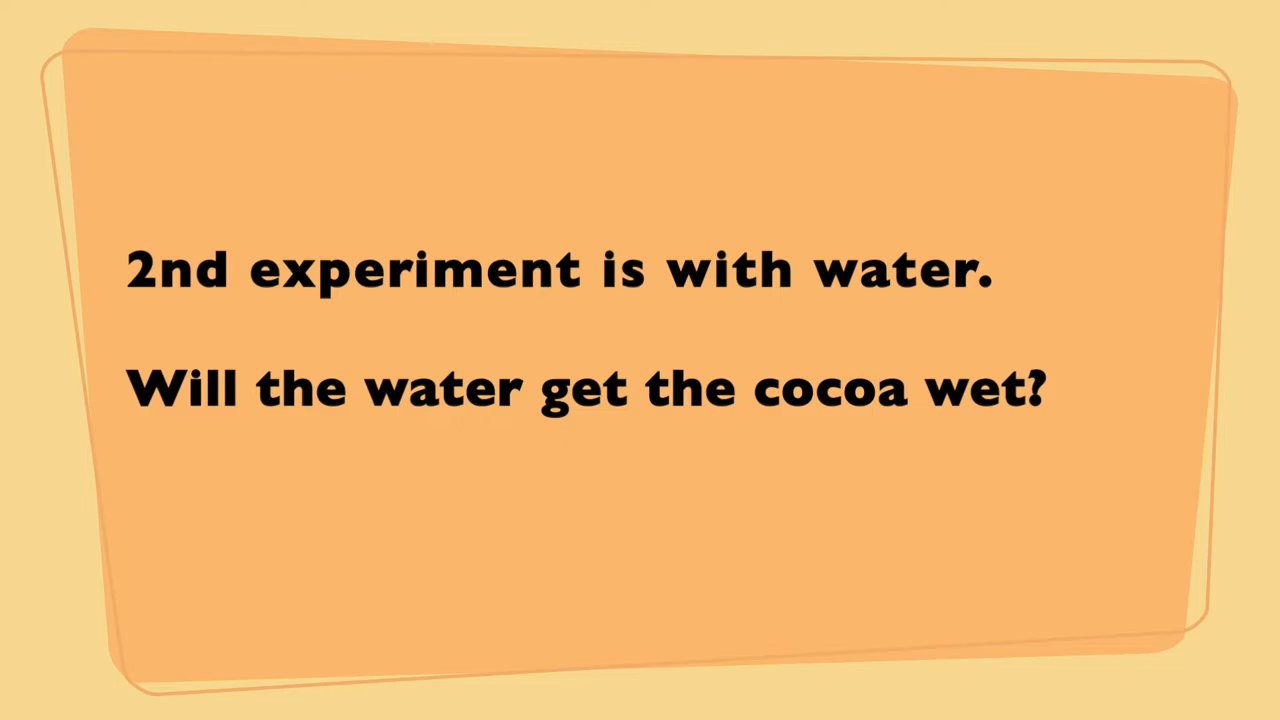 2nd experiment is with water.
Will the water get the cocoa wet?